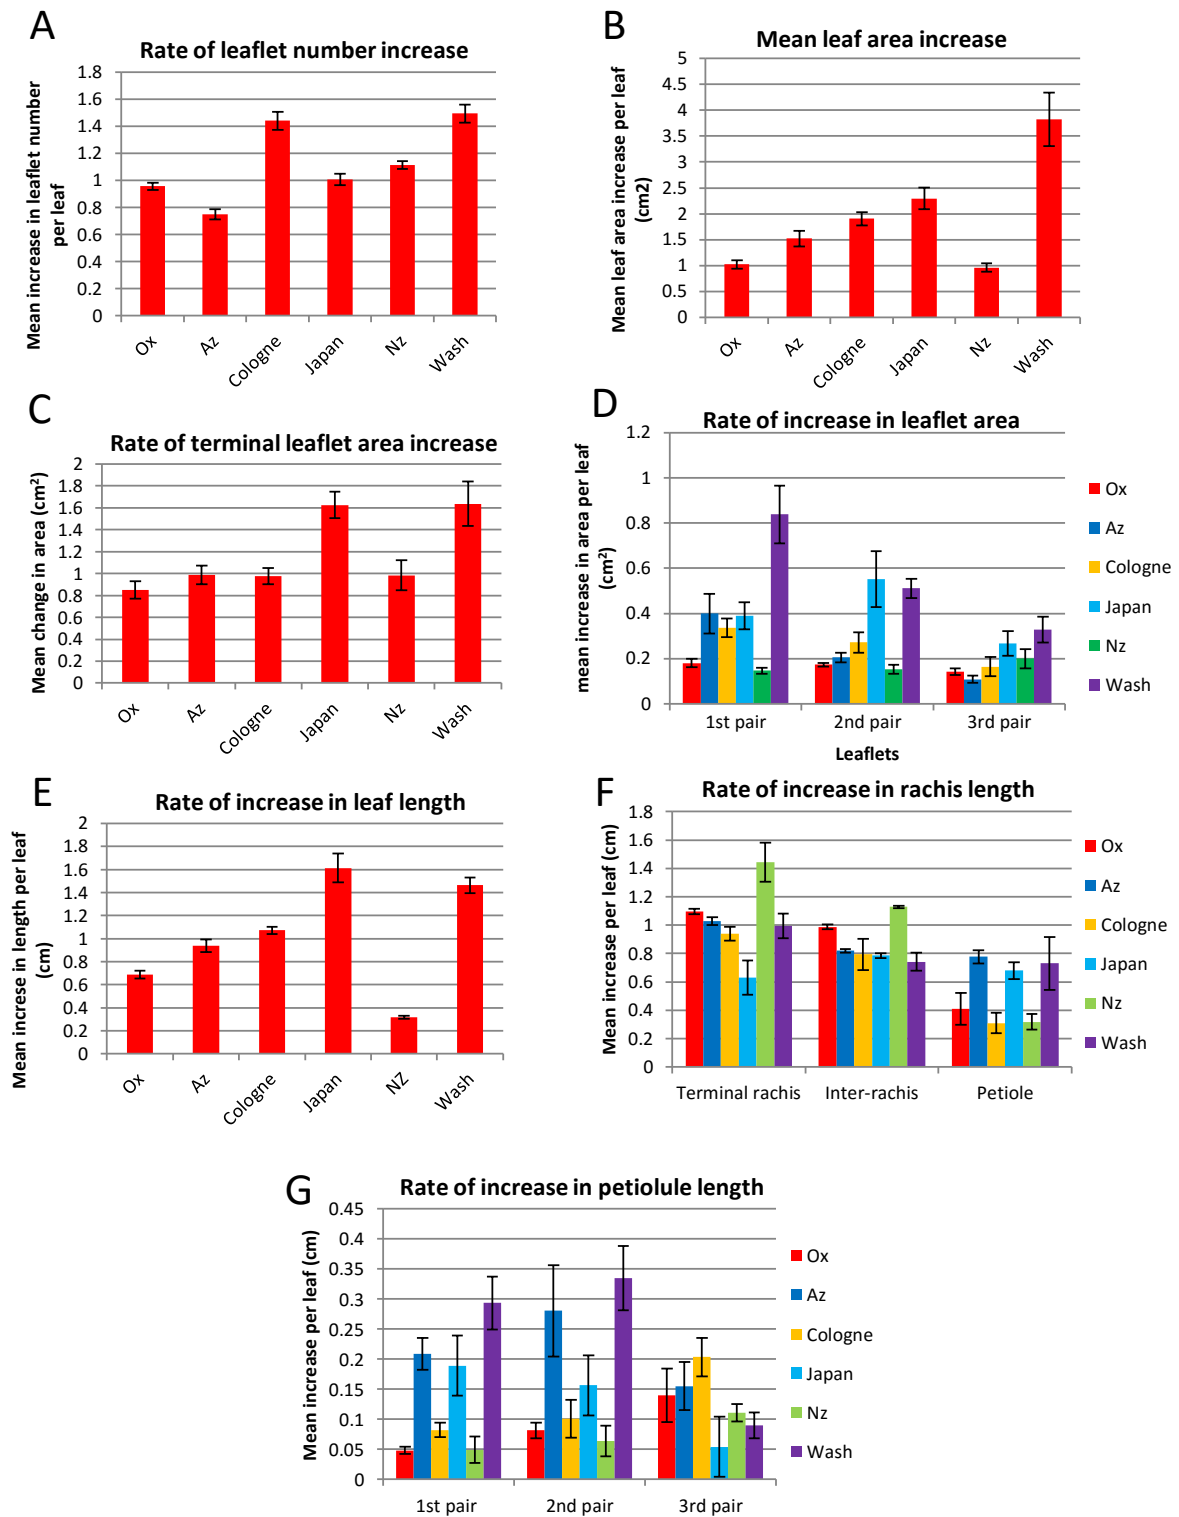 A
Rate of leaflet number increase
Mean increase in leaflet number
per leaf
1.8
1.6
1.4
1.2
1
0.8
0.6
0.4
0.2
0
Ox
Az
Cologne
Japan
Nz
Wash
B
Mean leaf area increase
Mean leaf area increase per leaf
(cm2)
5
4.5
4
3.5
3
2.5
2
1.5
1
0.5
0
Ox
Az
Cologne
Japan
Nz
Wash
C
Rate of terminal leaflet area increase
Mean change in area (cm²)
2
1.8
1.6
1.4
1.2
1
0.8
0.6
0.4
0.2
0
Ox
Az
Cologne
Japan
Nz
Wash
D
Rate of increase in leaflet area
mean increase in area per leaf
(cm²)
1.2
1
0.8
0.6
0.4
0.2
0
1st pair
2nd pair
3rd pair
Leaflets
Ox
Az
Cologne
Japan
Nz
Wash
E
Rate of increase in leaf length
Mean increse in length per leaf
(cm)
2
1.8
1.6
1.4
1.2
1
0.8
0.6
0.4
0.2
0
Ox
Az
Cologne
Japan
NZ
Wash
F
Rate of increase in rachis length
Mean increase per leaf (cm)
1.8
1.6
1.4
1.2
1
0.8
0.6
0.4
0.2
0
Terminal rachis
Inter-rachis
Petiole
Ox
Az
Cologne
Japan
Nz
Wash
G
Rate of increase in petiolule length
Mean increase per leaf (cm)
0.45
0.4
0.35
0.3
0.25
0.2
0.15
0.1
0.05
0
1st pair
2nd pair
3rd pair
Ox
Az
Cologne
Japan
Nz
Wash